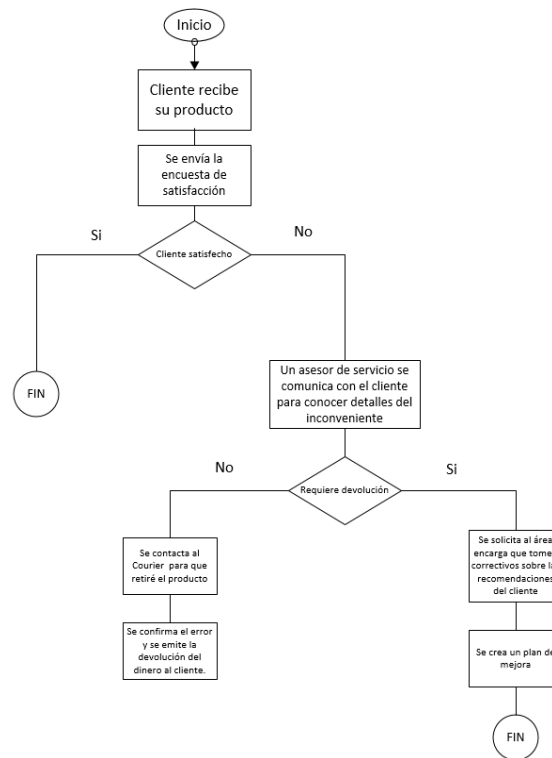 Inicio
Cliente recibe
su producto
Se envía la
encuesta de
satisfacción
Si
No
Cliente satisfecho
FIN
Un asesor de servicio se
comunica con el cliente
para conocer detalles del
inconveniente
No
Si
Requiere devolución
Se contacta al
Courier para que
retiré el producto
Se confirma el error
y se emite la
devolución del
dinero al cliente.
Se solicita al área
encarga que tome
correctivos sobre la
recomendaciones
del cliente
Se crea un plan de
mejora
FIN